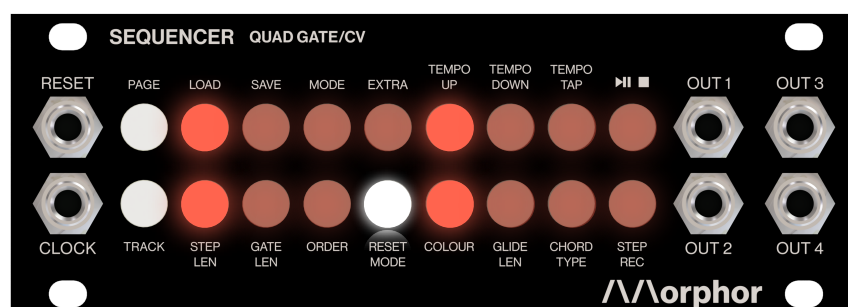 SEQUENCER QUAD GATE/CV
RESET PAGE LOAD SAVE MODE EXTRA TEMPO UP TEMPO DOWN TEMPO TAP OUT 1 OUT 3
CLOCK TRACK STEP LEN GATE LEN ORDER RESET MODE COLOUR GLIDE LEN CHORD TYPE STEP REC OUT 2 OUT 4
/\/\orphor